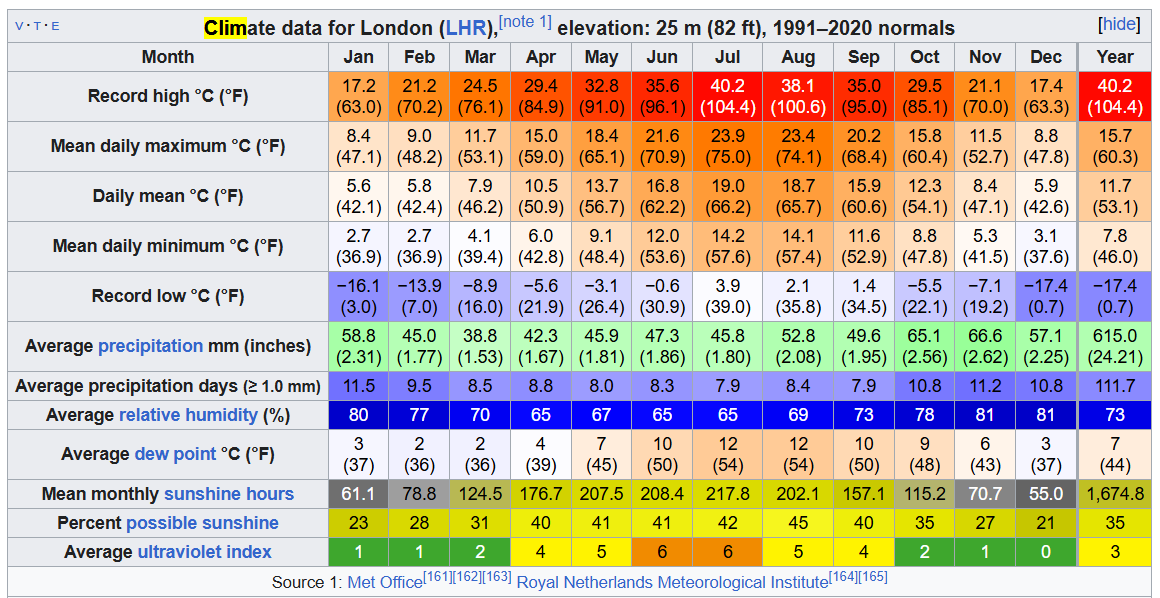 V · T · E Climate data for London (LHR),[note 1] elevation: 25 m (82 ft), 1991–2020 normals [hide]
Month Jan Feb Mar Apr May Jun Jul Aug Sep Oct Nov Dec Year
Record high °C (°F) 17.2 (63.0) 21.2 (70.2) 24.5 (76.1) 29.4 (84.9) 32.8 (91.0) 35.6 (96.1) 40.2 (104.4) 38.1 (100.6) 35.0 (95.0) 29.5 (85.1) 21.1 (70.0) 17.4 (63.3) 40.2 (104.4)
Mean daily maximum °C (°F) 8.4 (47.1) 9.0 (48.2) 11.7 (53.1) 15.0 (59.0) 18.4 (65.1) 21.6 (70.9) 23.9 (75.0) 23.4 (74.1) 20.2 (68.4) 15.8 (60.4) 11.5 (52.7) 8.8 (47.8) 15.7 (60.3)
Daily mean °C (°F) 5.6 (42.1) 5.8 (42.4) 7.9 (46.2) 10.5 (50.9) 13.7 (56.7) 16.8 (62.2) 19.0 (66.2) 18.7 (65.7) 15.9 (60.6) 12.3 (54.1) 8.4 (47.1) 5.9 (42.6) 11.7 (53.1)
Mean daily minimum °C (°F) 2.7 (36.9) 2.7 (36.9) 4.1 (39.4) 6.0 (42.8) 9.1 (48.4) 12.0 (53.6) 14.2 (57.6) 14.1 (57.4) 11.6 (52.9) 8.8 (47.8) 5.3 (41.5) 3.1 (37.6) 7.8 (46.0)
Record low °C (°F) −16.1 (3.0) −13.9 (7.0) −8.9 (16.0) −5.6 (21.9) −3.1 (26.4) −0.6 (30.9) 3.9 (39.0) 2.1 (35.8) 1.4 (34.5) −5.5 (22.1) −7.1 (19.2) −17.4 (0.7) −17.4 (0.7)
Average precipitation mm (inches) 58.8 (2.31) 45.0 (1.77) 38.8 (1.53) 42.3 (1.67) 45.9 (1.81) 47.3 (1.86) 45.8 (1.80) 52.8 (2.08) 49.6 (1.95) 65.1 (2.56) 66.6 (2.62) 57.1 (2.25) 615.0 (24.21)
Average precipitation days (≥ 1.0 mm) 11.5 9.5 8.5 8.8 8.0 8.3 7.9 8.4 7.9 10.8 11.2 10.8 111.7
Average relative humidity (%) 80 77 70 65 67 65 65 69 73 78 81 81 73
Average dew point °C (°F) 3 (37) 2 (36) 2 (36) 4 (39) 7 (45) 10 (50) 12 (54) 12 (54) 10 (50) 9 (48) 6 (43) 3 (37) 7 (44)
Mean monthly sunshine hours 61.1 78.8 124.5 176.7 207.5 208.4 217.8 202.1 157.1 115.2 70.7 55.0 1,674.8
Percent possible sunshine 23 28 31 40 41 41 42 45 40 35 27 21 35
Average ultraviolet index 1 1 2 4 5 6 6 5 4 2 1 0 3
Source 1: Met Office[161][162][163] Royal Netherlands Meteorological Institute[164][165]